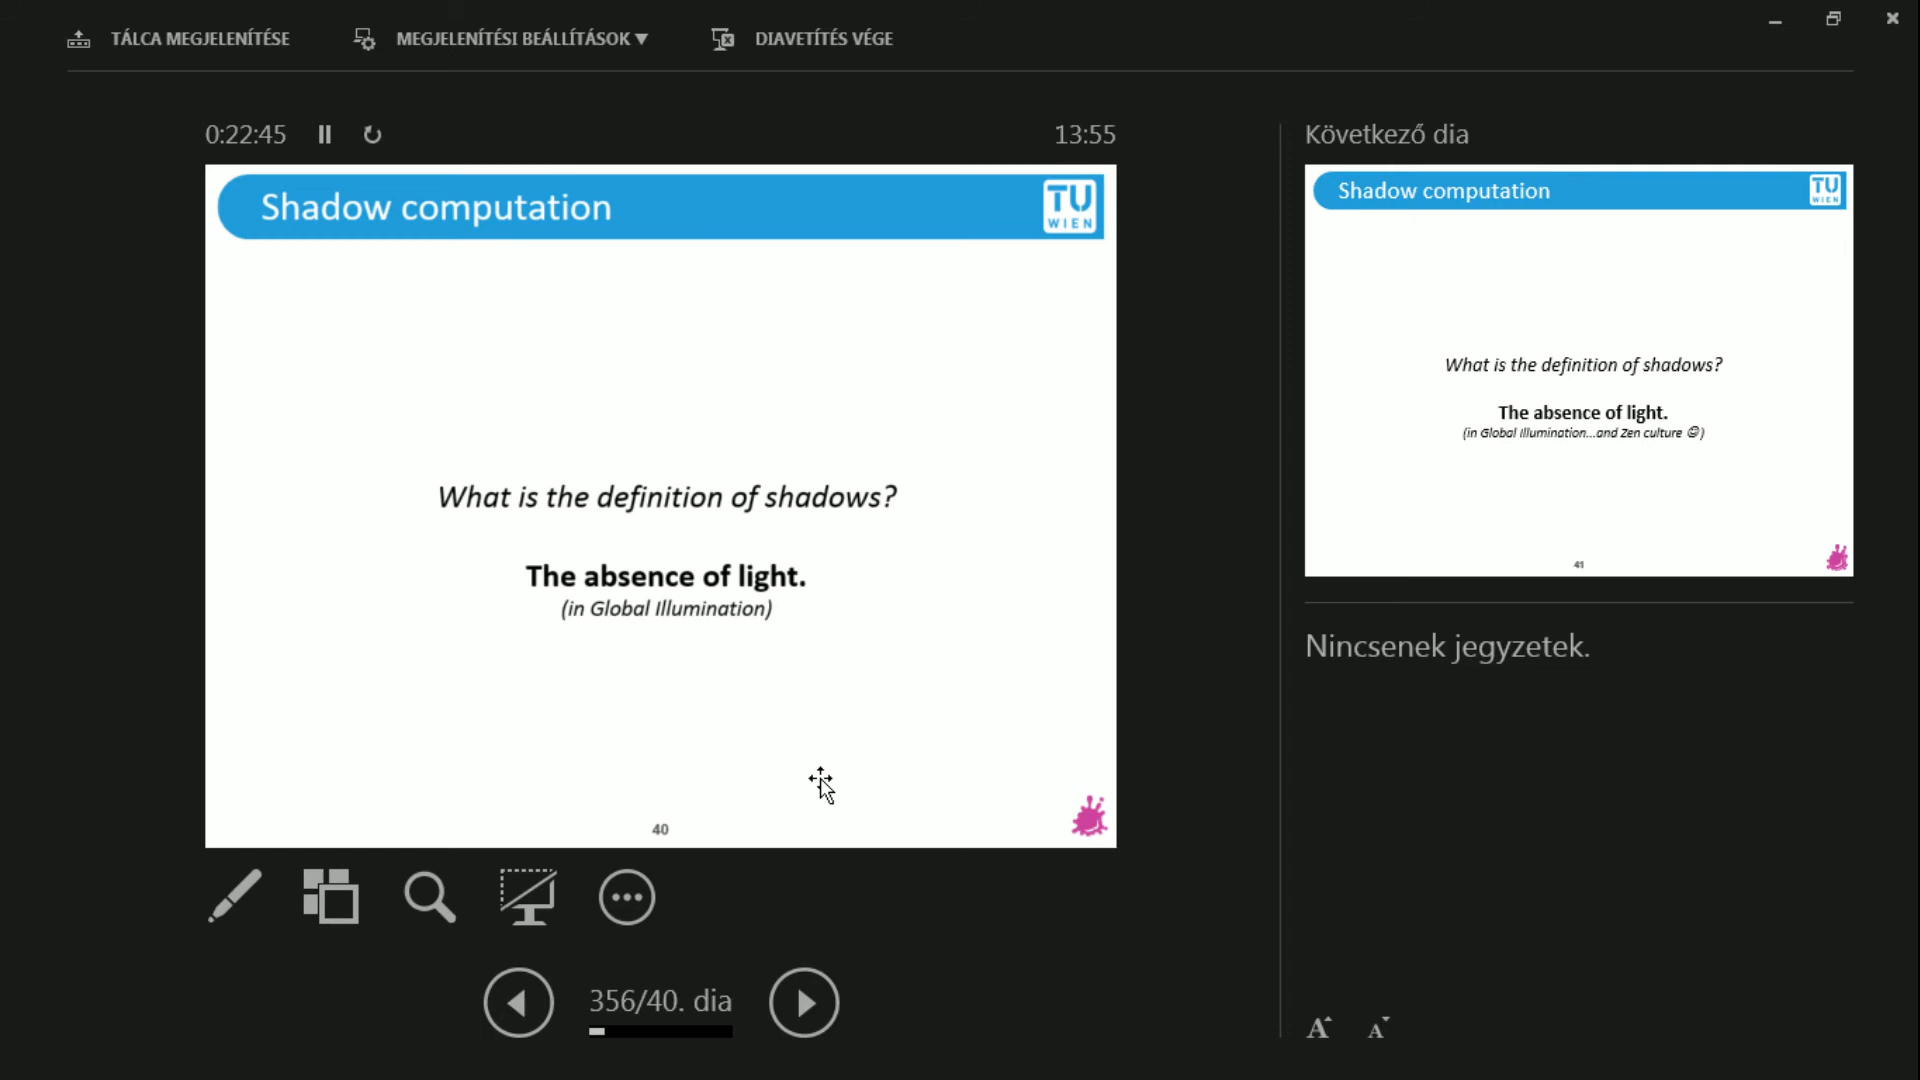 TÁLCA MEGJELENÍTÉSE
MEGJELENÍTÉSI BEÁLLÍTÁSOK
DIAVETÍTÉS VÉGE
0:22:45
13:55
Shadow computation
TU
WIEN
What is the definition of shadows?
The absence of light.
(in Global Illumination)
40
356/40. dia
Következő dia
Shadow computation
TU
WIEN
What is the definition of shadows?
The absence of light.
(in Global Illumination...and Zen culture ☺)
41
Nincsenek jegyzetek.
A A